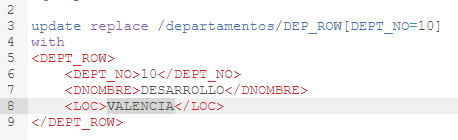 2
3 update replace /departamentos/DEP_ROW[DEPT_NO=10]
4 with
5 <DEPT_ROW>
6 <DEPT_NO>10</DEPT_NO>
7 <DNOMBRE>DESARROLLO</DNOMBRE>
8 <LOC>VALENCIA</LOC>
9 </DEPT_ROW>